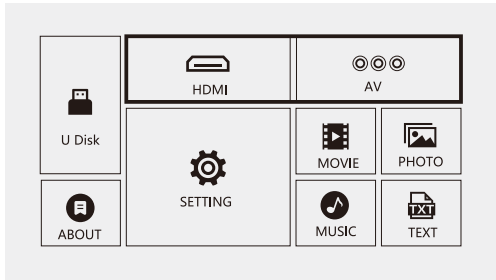 HDMI
AV
U Disk
MOVIE
PHOTO
SETTING
ABOUT
MUSIC
TXT
TEXT